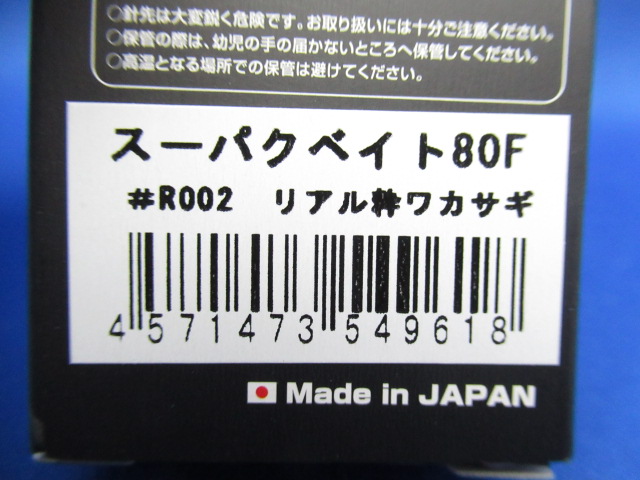 ○針先は大変鋭く危険です。お取り扱いには十分ご注意ください。
○保管の際は、幼児の手の届かないところへ保管してください。
○高温となる場所での保管は避けてください。
スーパクベイト80F
#R002 リアル粋ワカサギ
4571473549618
Made in JAPAN